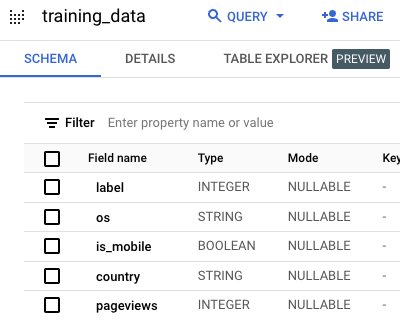 training_data QUERY SHARE
SCHEMA DETAILS TABLE EXPLORER PREVIEW
Filter Enter property name or value
Field name Type Mode Key
label INTEGER NULLABLE -
os STRING NULLABLE -
is_mobile BOOLEAN NULLABLE -
country STRING NULLABLE -
pageviews INTEGER NULLABLE -